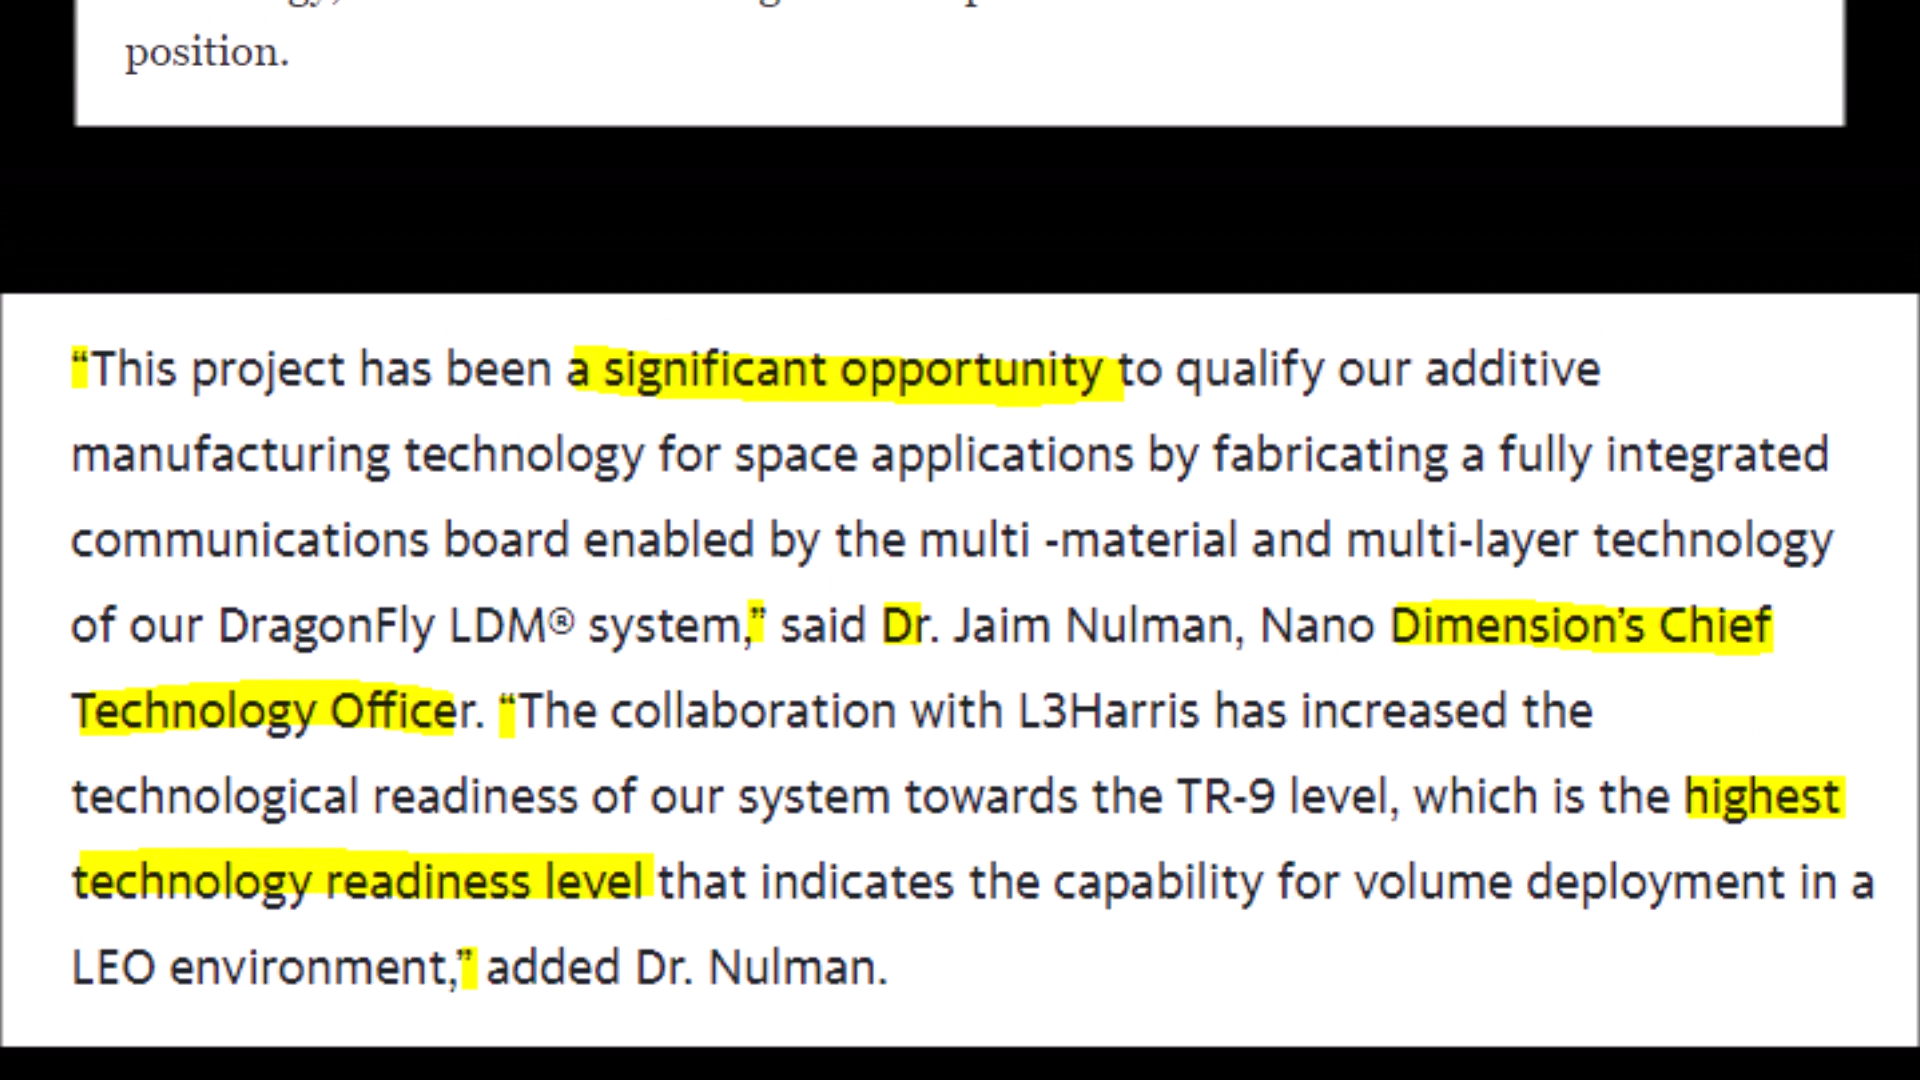 position.
“This project has been a significant opportunity to qualify our additive
manufacturing technology for space applications by fabricating a fully integrated
communications board enabled by the multi -material and multi-layer technology
of our DragonFly LDM® system,” said Dr. Jaim Nulman, Nano Dimension’s Chief
Technology Officer. “The collaboration with L3Harris has increased the
technological readiness of our system towards the TR-9 level, which is the highest
technology readiness level that indicates the capability for volume deployment in a
LEO environment,” added Dr. Nulman.